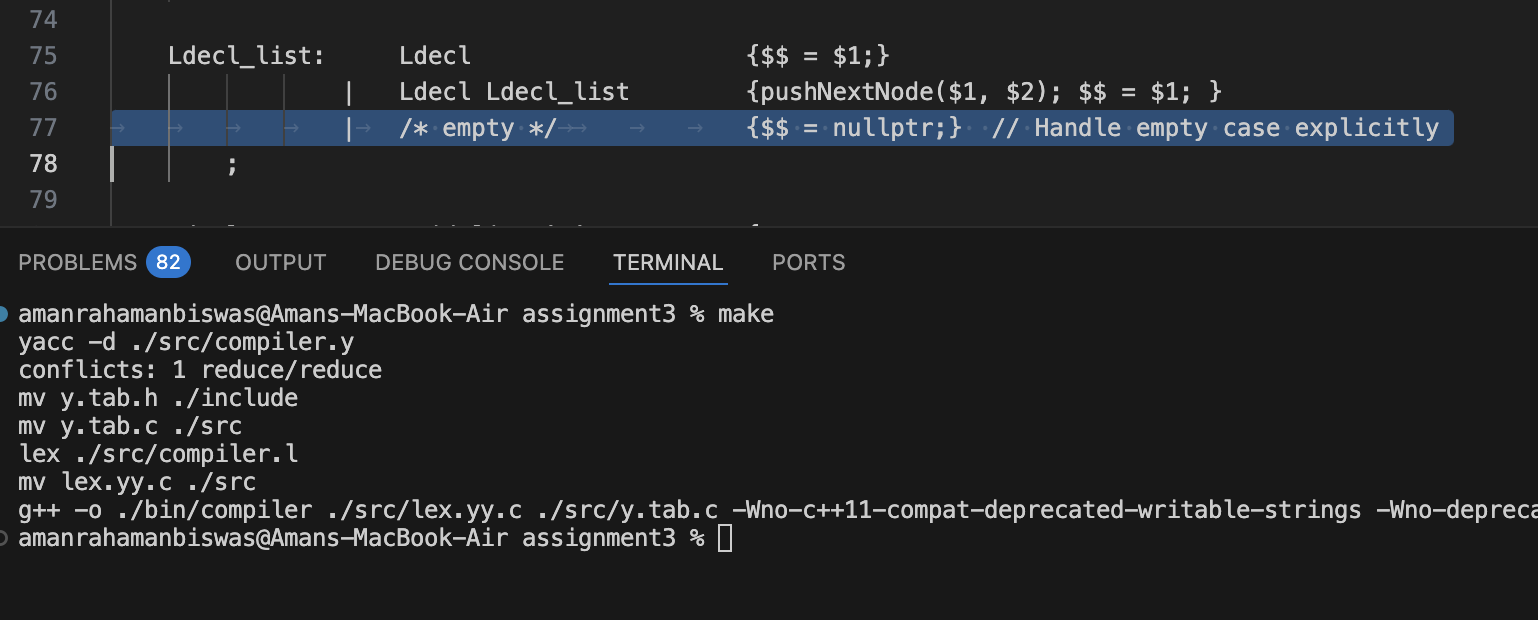 74
75 Ldecl_list: Ldecl {$$ = $1;}
76 | Ldecl Ldecl_list {pushNextNode($1, $2); $$ = $1; }
77 | /* empty */ {$$ = nullptr;} // Handle empty case explicitly
78 ;
79
PROBLEMS 82 OUTPUT DEBUG CONSOLE TERMINAL PORTS
amanrahamanbiswas@Amans-MacBook-Air assignment3 % make
yacc -d ./src/compiler.y
conflicts: 1 reduce/reduce
mv y.tab.h ./include
mv y.tab.c ./src
lex ./src/compiler.l
mv lex.yy.c ./src
g++ -o ./bin/compiler ./src/lex.yy.c ./src/y.tab.c -Wno-c++11-compat-deprecated-writable-strings -Wno-depreca
amanrahamanbiswas@Amans-MacBook-Air assignment3 %